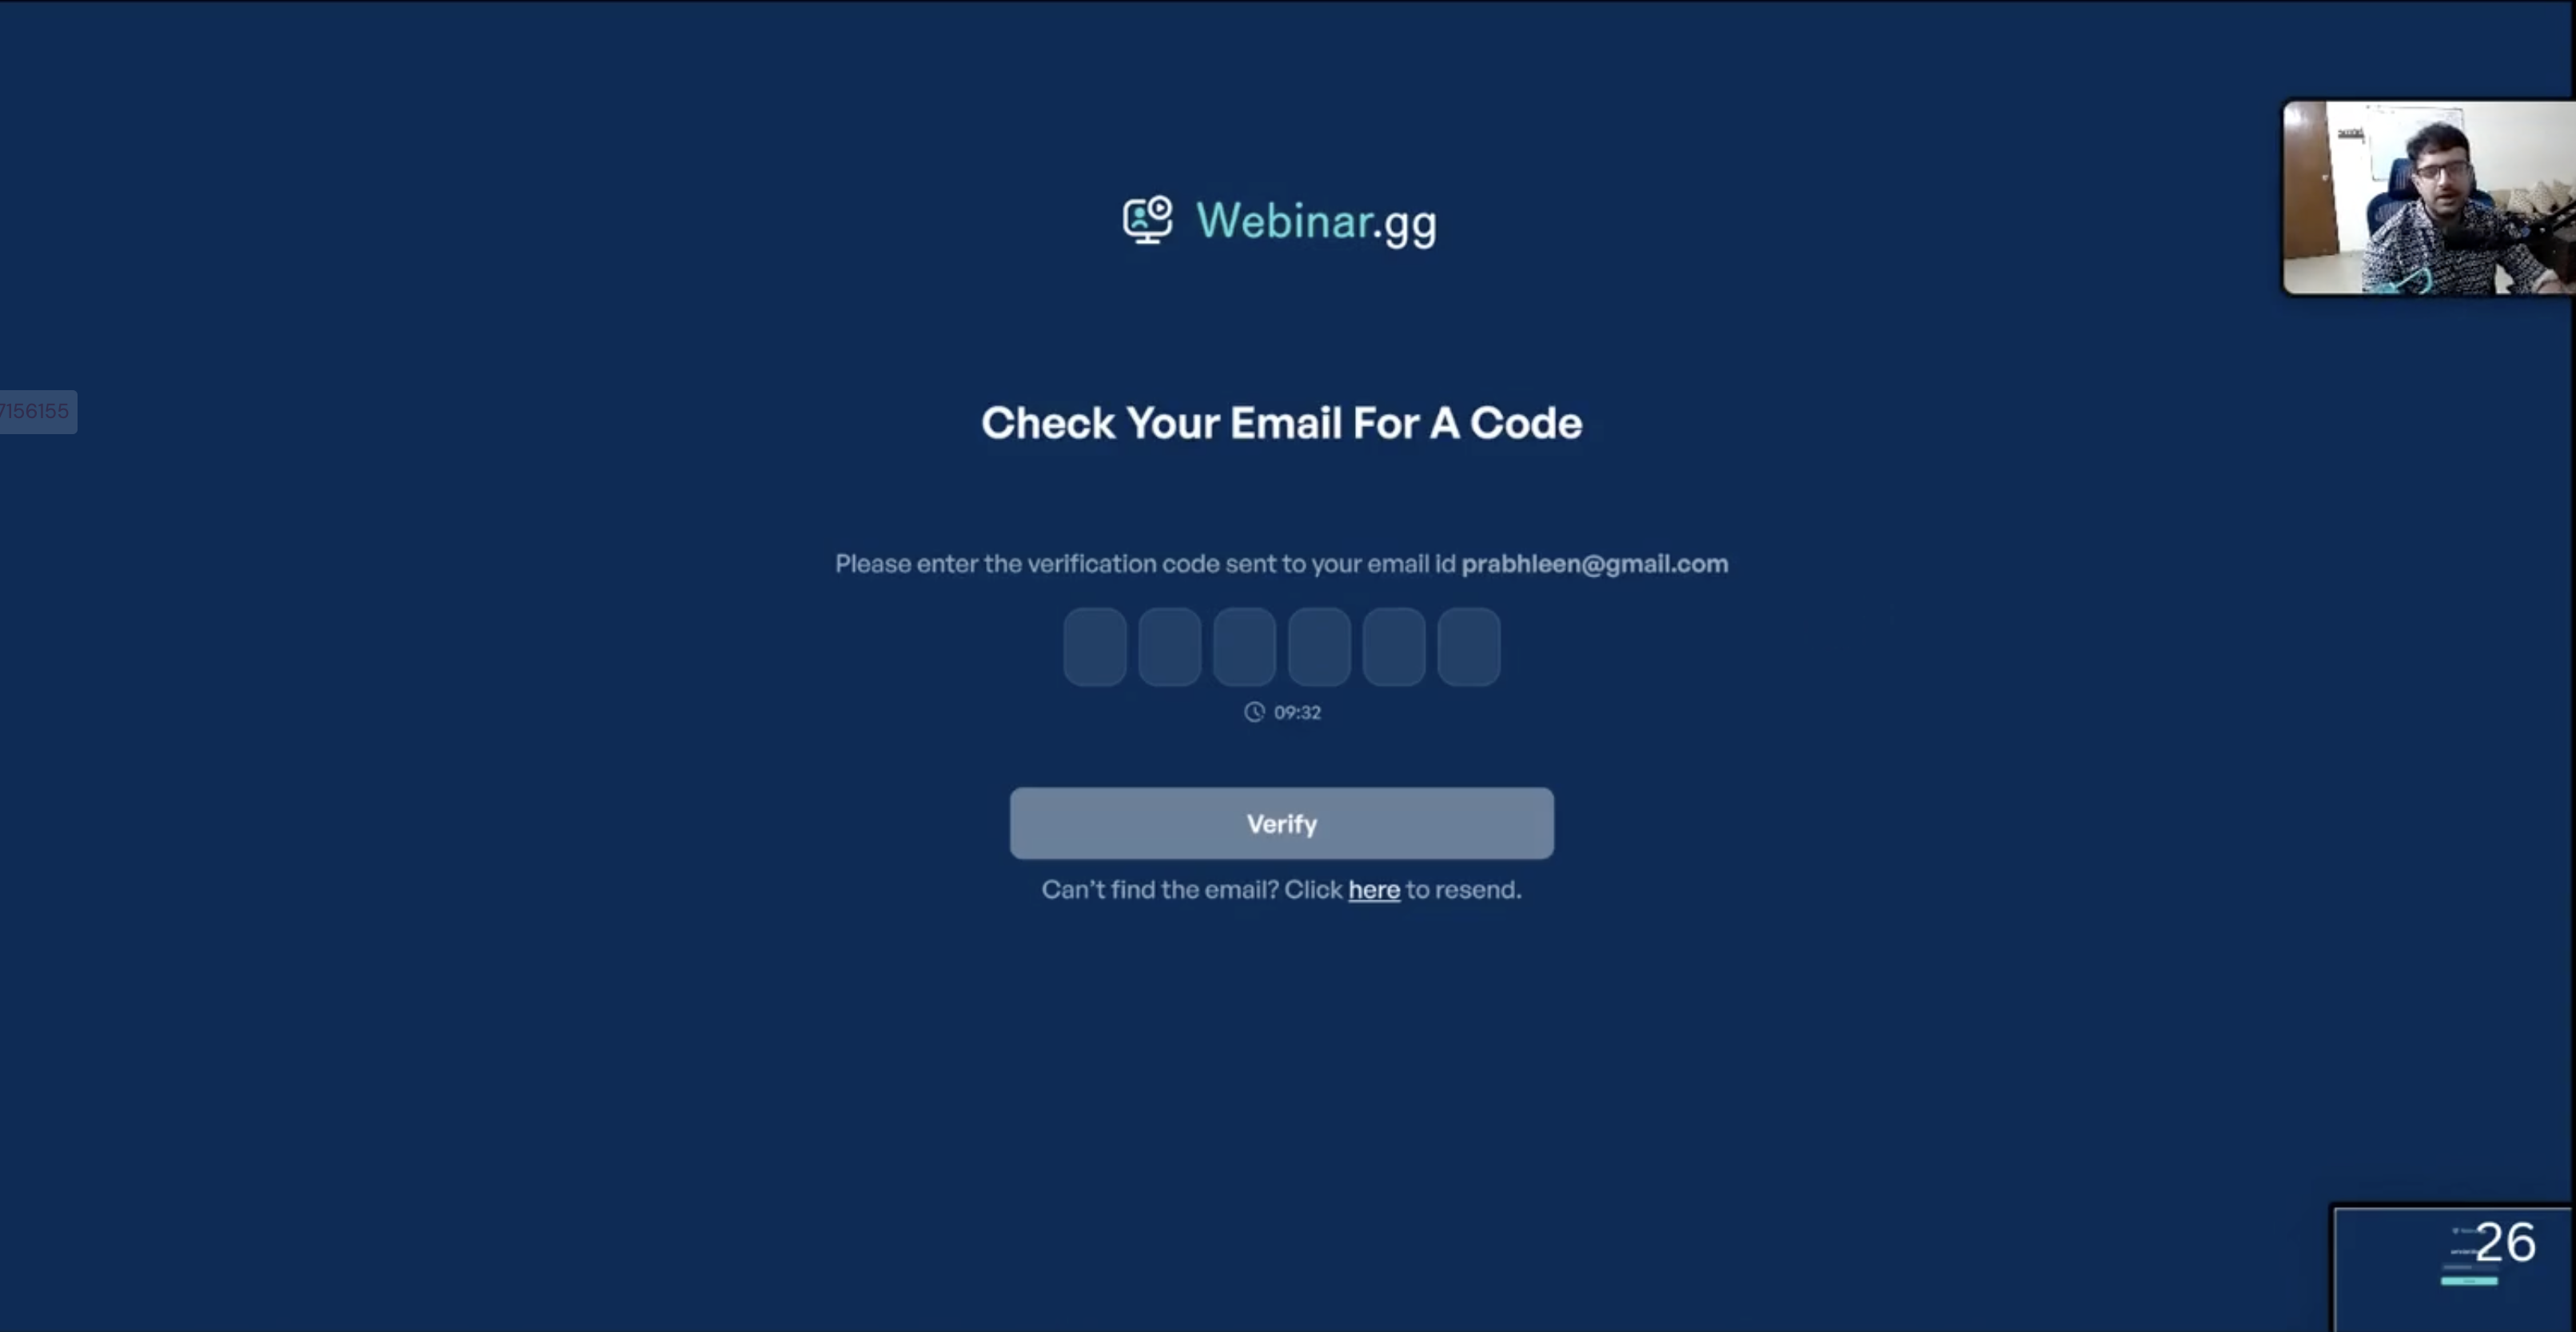 Webinar.gg
7156155
Check Your Email For A Code
Please enter the verification code sent to your email id prabhleen@gmail.com
09:32
Verify
Can't find the email? Click here to resend.
26